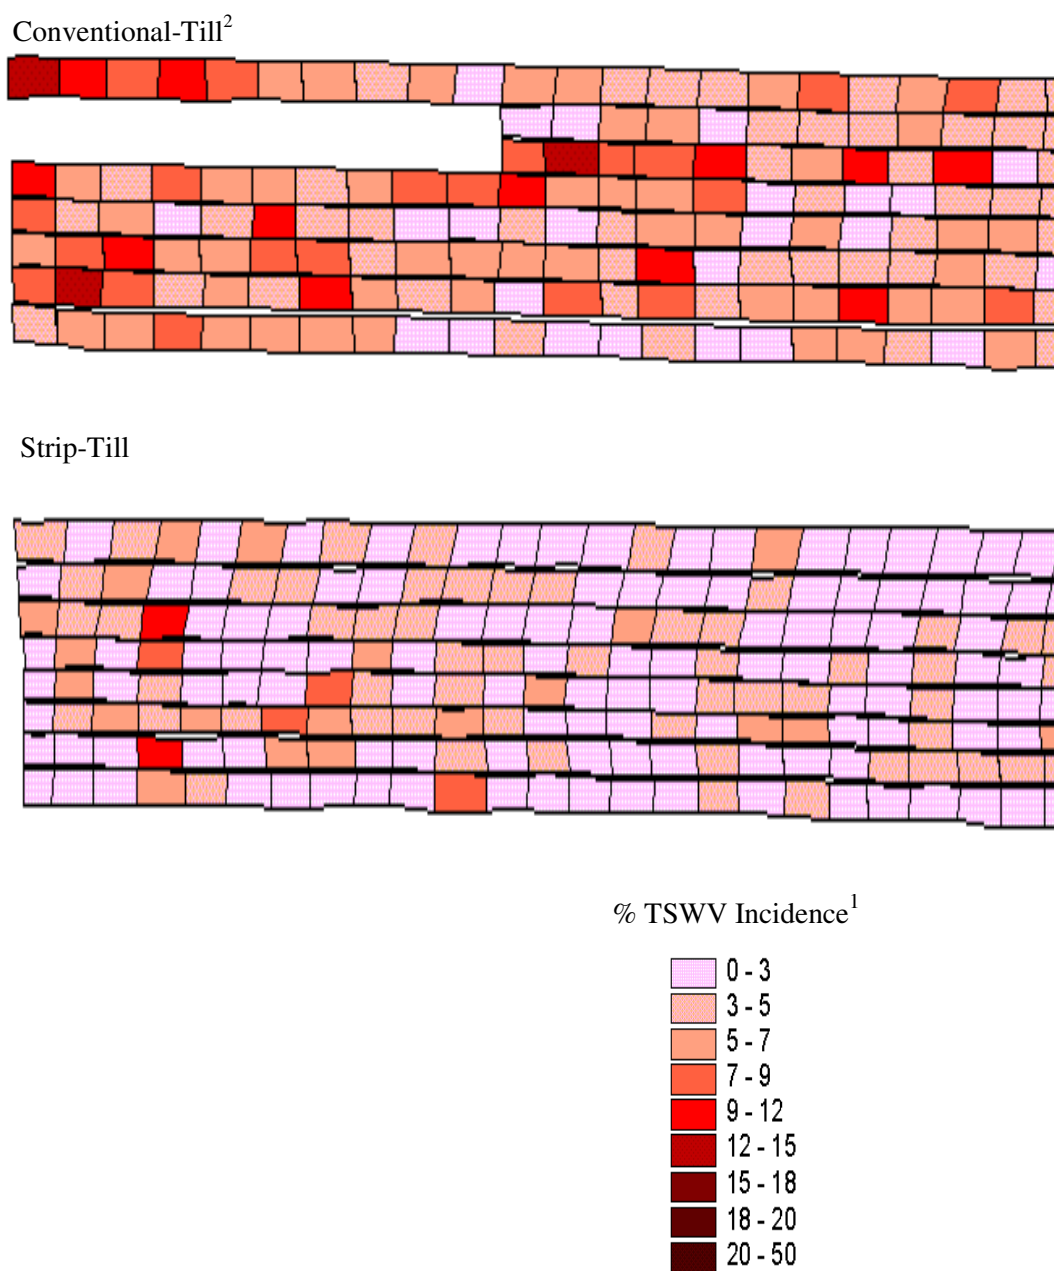 Conventional-Till²
Strip-Till
% TSWV Incidence¹
0 - 3
3 - 5
5 - 7
7 - 9
9 - 12
12 - 15
15 - 18
18 - 20
20 - 50